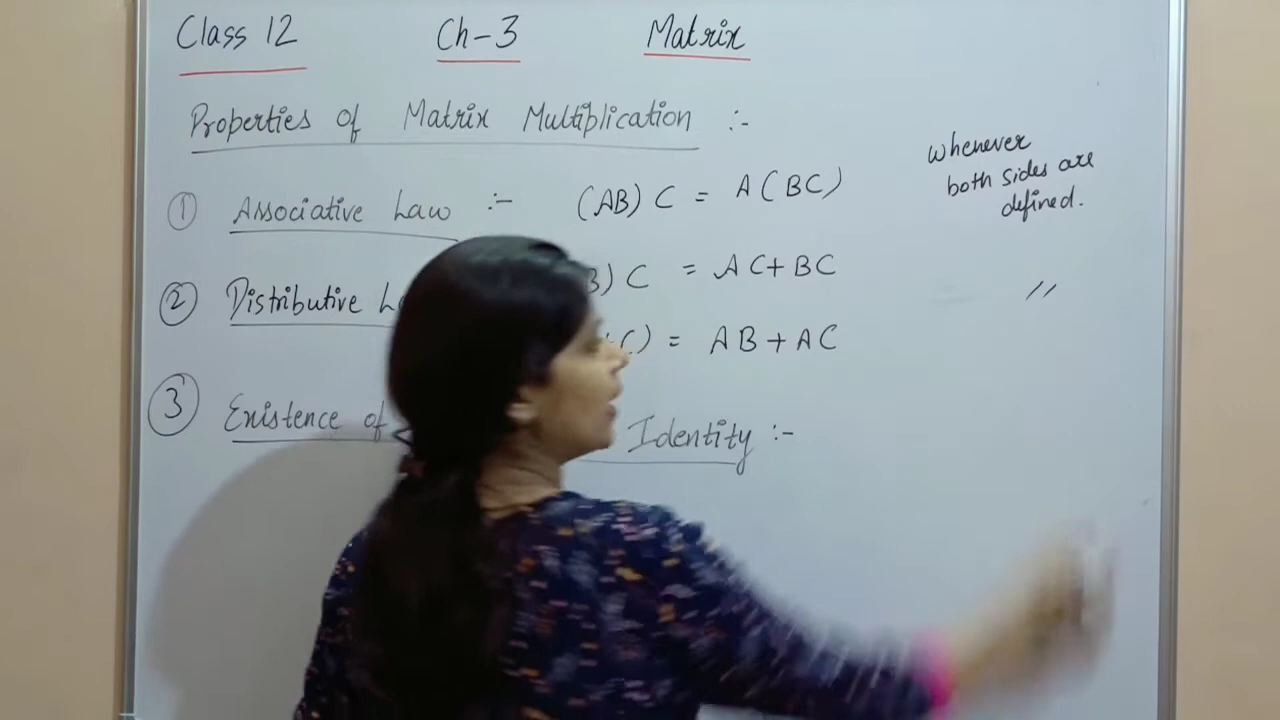 Class 12 Ch-3 Matrix
Properties of Matrix Multiplication :-
① Associative Law :- (AB) C = A (BC) whenever both sides are defined.
② Distributive L B) C = AC + BC "
C) = AB + AC
③ Existence of Identity :-